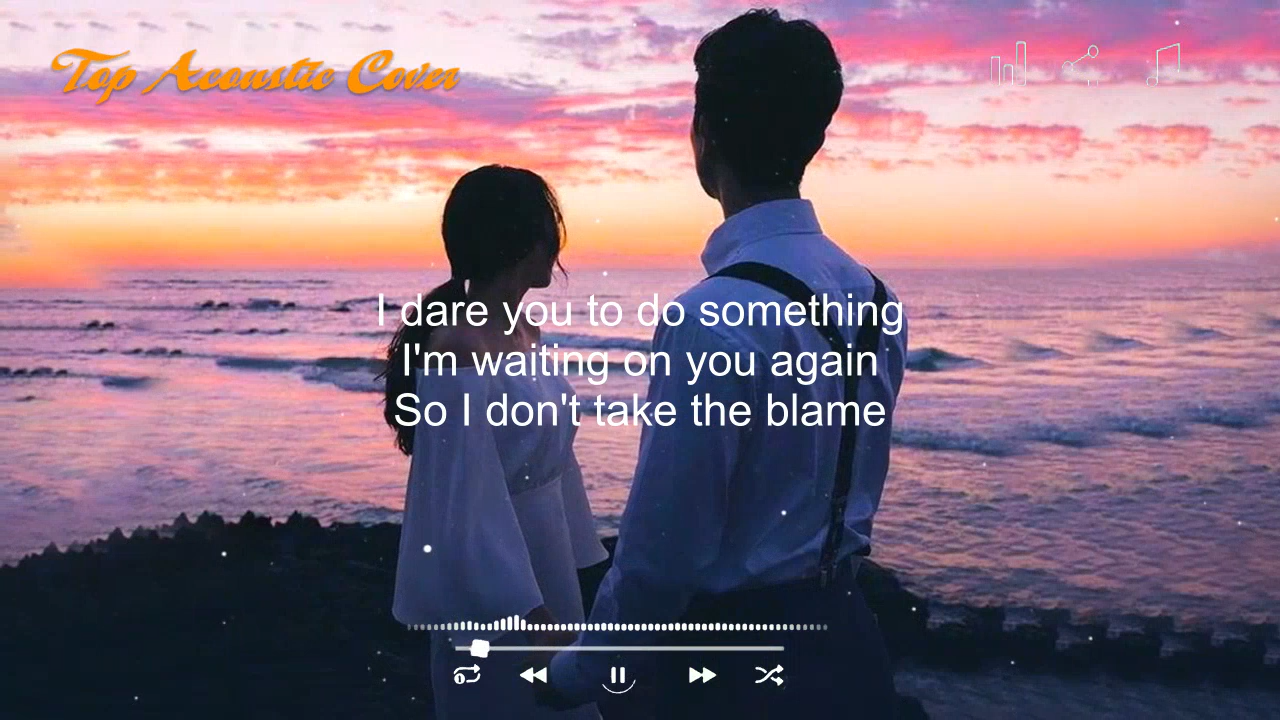 Top Acoustic Cover
I dare you to do something
I'm waiting on you again
So I don't take the blame